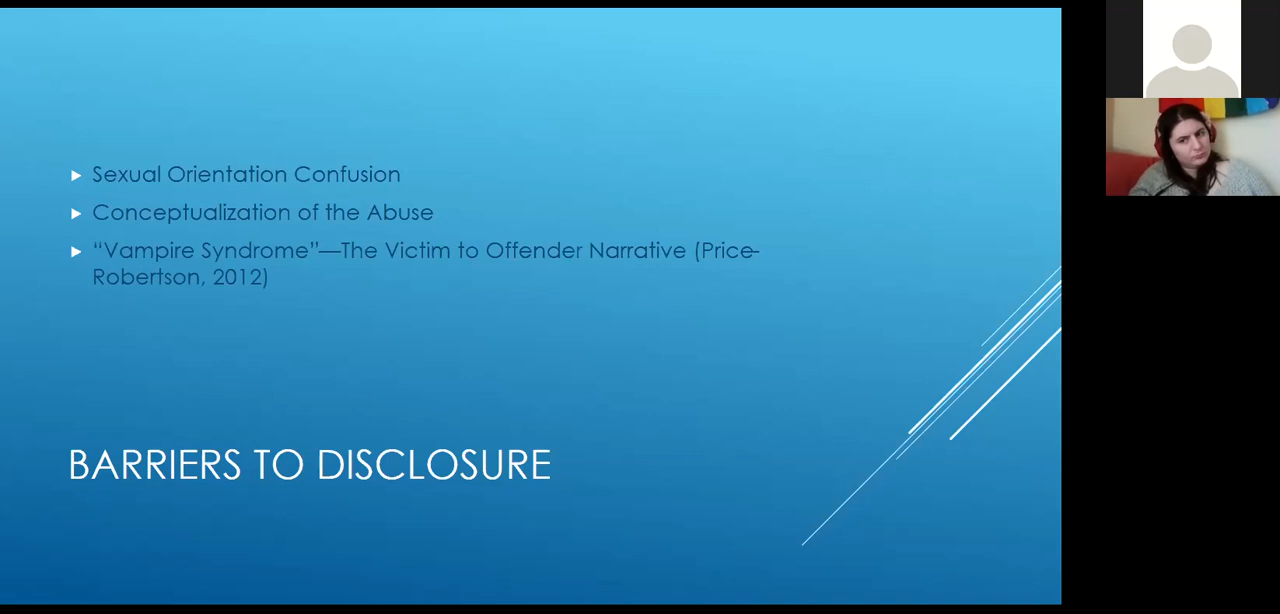 Sexual Orientation Confusion
Conceptualization of the Abuse
“Vampire Syndrome”—The Victim to Offender Narrative (Price-
Robertson, 2012)
BARRIERS TO DISCLOSURE